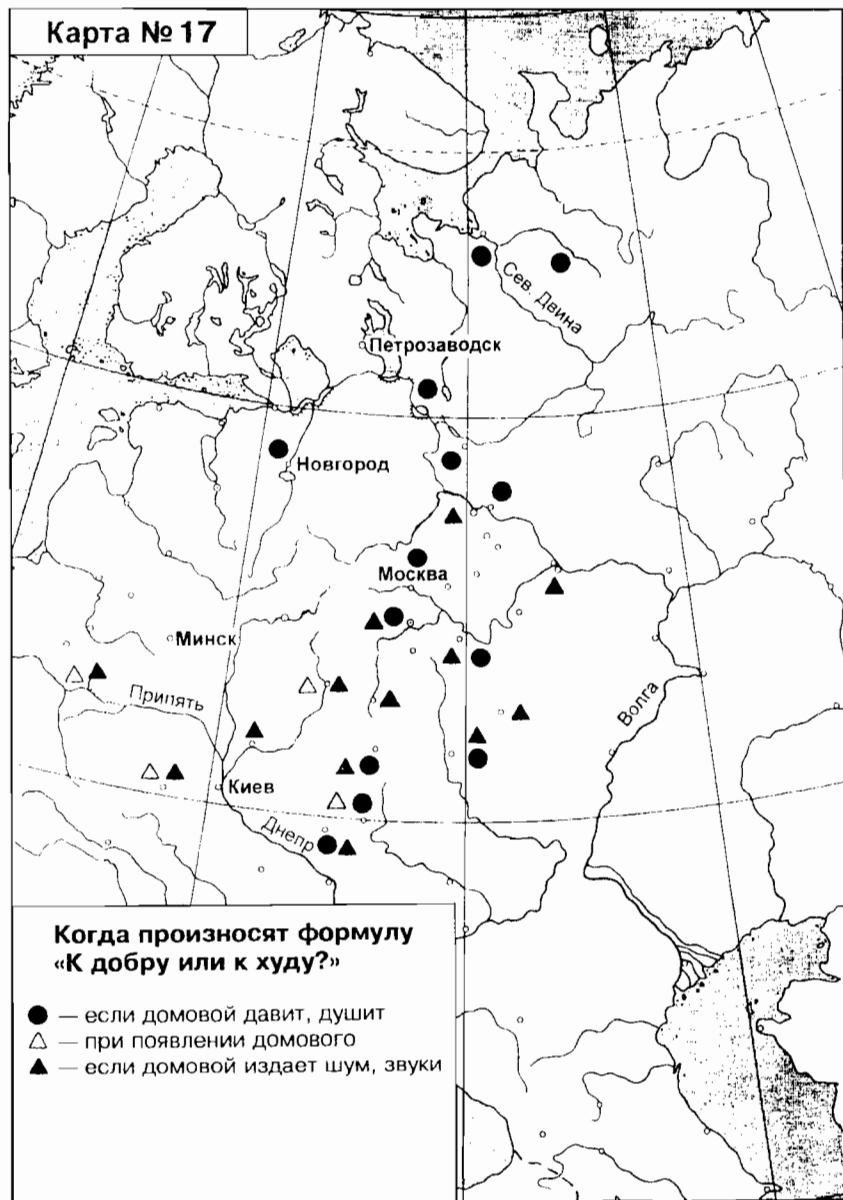 Карта № 17
Сев. Двина
Петрозаводск
Новгород
Москва
Минск
Припять
Волга
Киев
Днепр
Когда произносят формулу
«К добру или к худу?»
— если домовой давит, душит
— при появлении домового
— если домовой издает шум, звуки